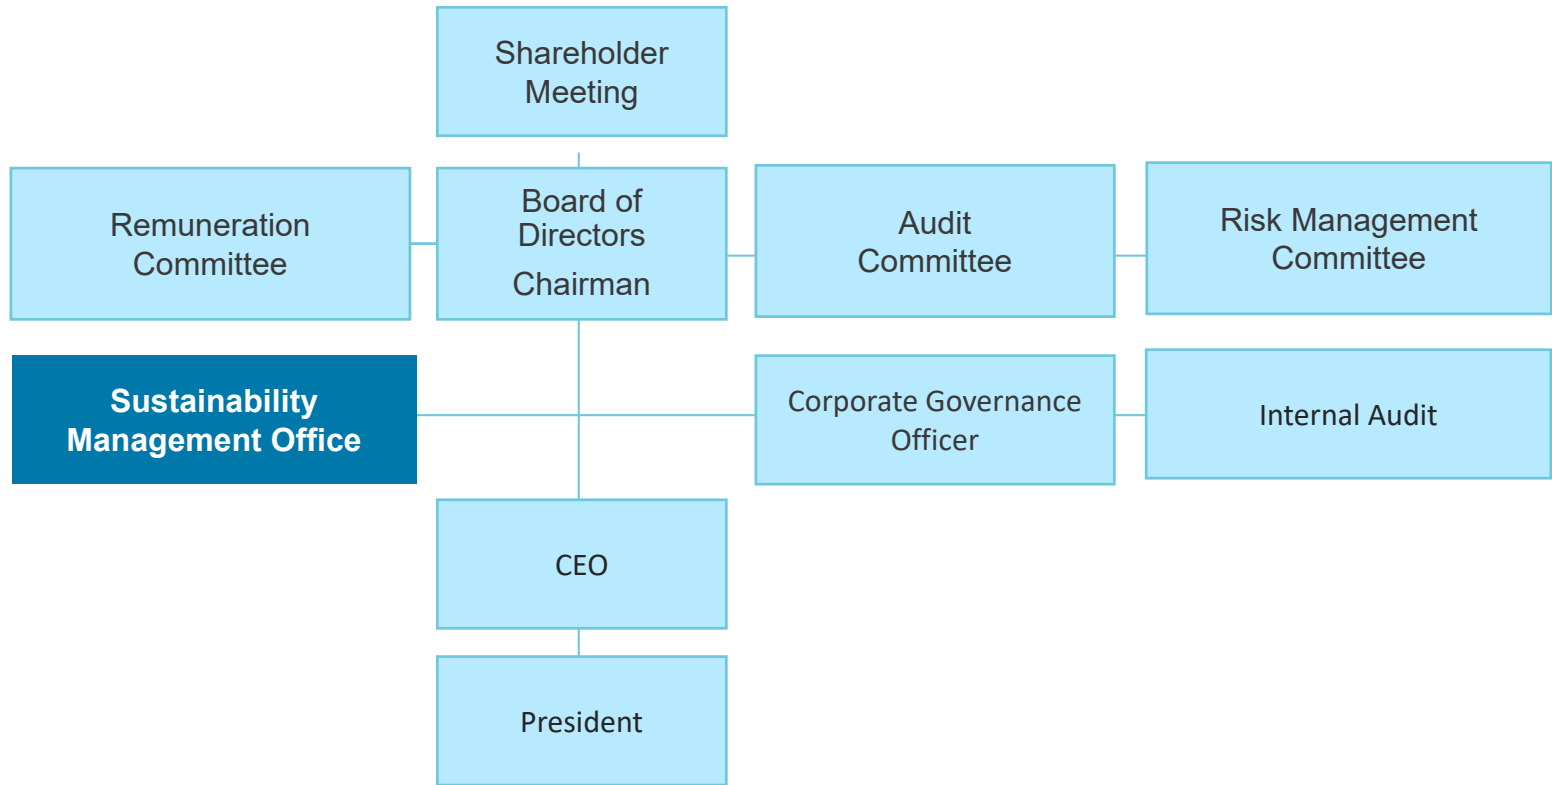 Shareholder
Meeting
Remuneration
Committee
Board of
Directors
Chairman
Audit
Committee
Risk Management
Committee
Sustainability
Management Office
Corporate Governance
Officer
Internal Audit
CEO
President